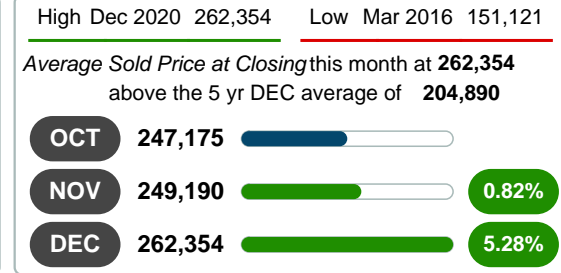 High Dec 2020 262,354 Low Mar 2016 151,121
Average Sold Price at Closing this month at 262,354
above the 5 yr DEC average of 204,890
OCT 247,175
NOV 249,190 0.82%
DEC 262,354 5.28%